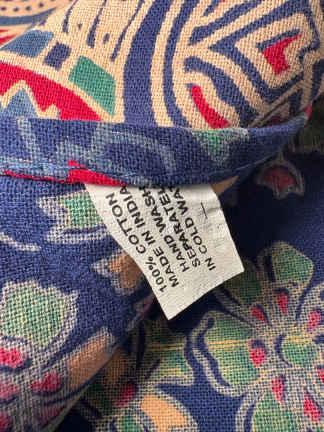 100% COTTON
MADE IN INDIA
HAND WASH
SEPARATELY
IN COLD WA